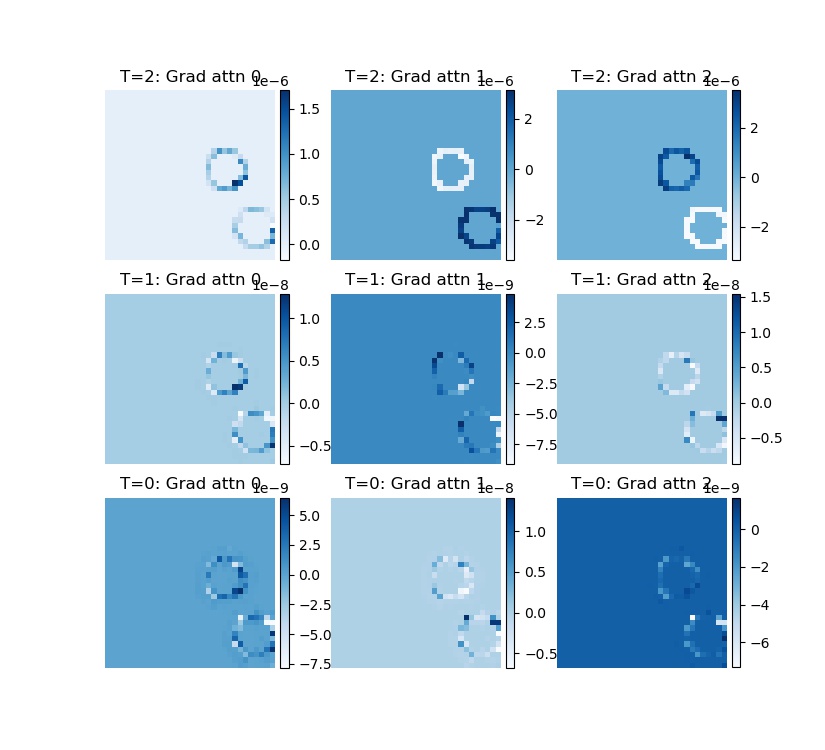 T=2: Grad attn 0
1e−6
1.5
1.0
0.5
0.0
T=2: Grad attn 1
1e−6
2
0
−2
T=2: Grad attn 2
1e−6
2
0
−2
T=1: Grad attn 0
1e−8
1.0
0.5
0.0
−0.5
T=1: Grad attn 1
1e−9
2.5
0.0
−2.5
−5.0
−7.5
T=1: Grad attn 2
1e−8
1.5
1.0
0.5
0.0
−0.5
T=0: Grad attn 0
1e−9
5.0
2.5
0.0
−2.5
−5.0
−7.5
T=0: Grad attn 1
1e−8
1.0
0.5
0.0
−0.5
T=0: Grad attn 2
1e−9
0
−2
−4
−6